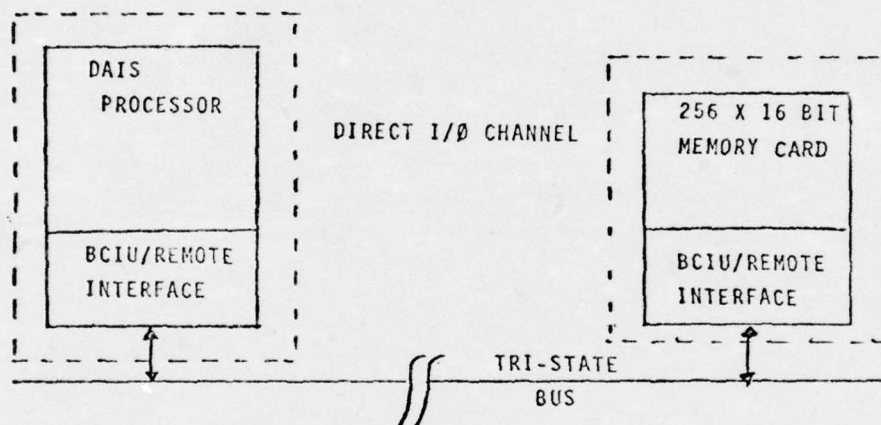 DAIS
PROCESSOR
BCIU/REMOTE
INTERFACE
DIRECT I/Ø CHANNEL
256 X 16 BIT
MEMORY CARD
BCIU/REMOTE
INTERFACE
TRI-STATE
BUS